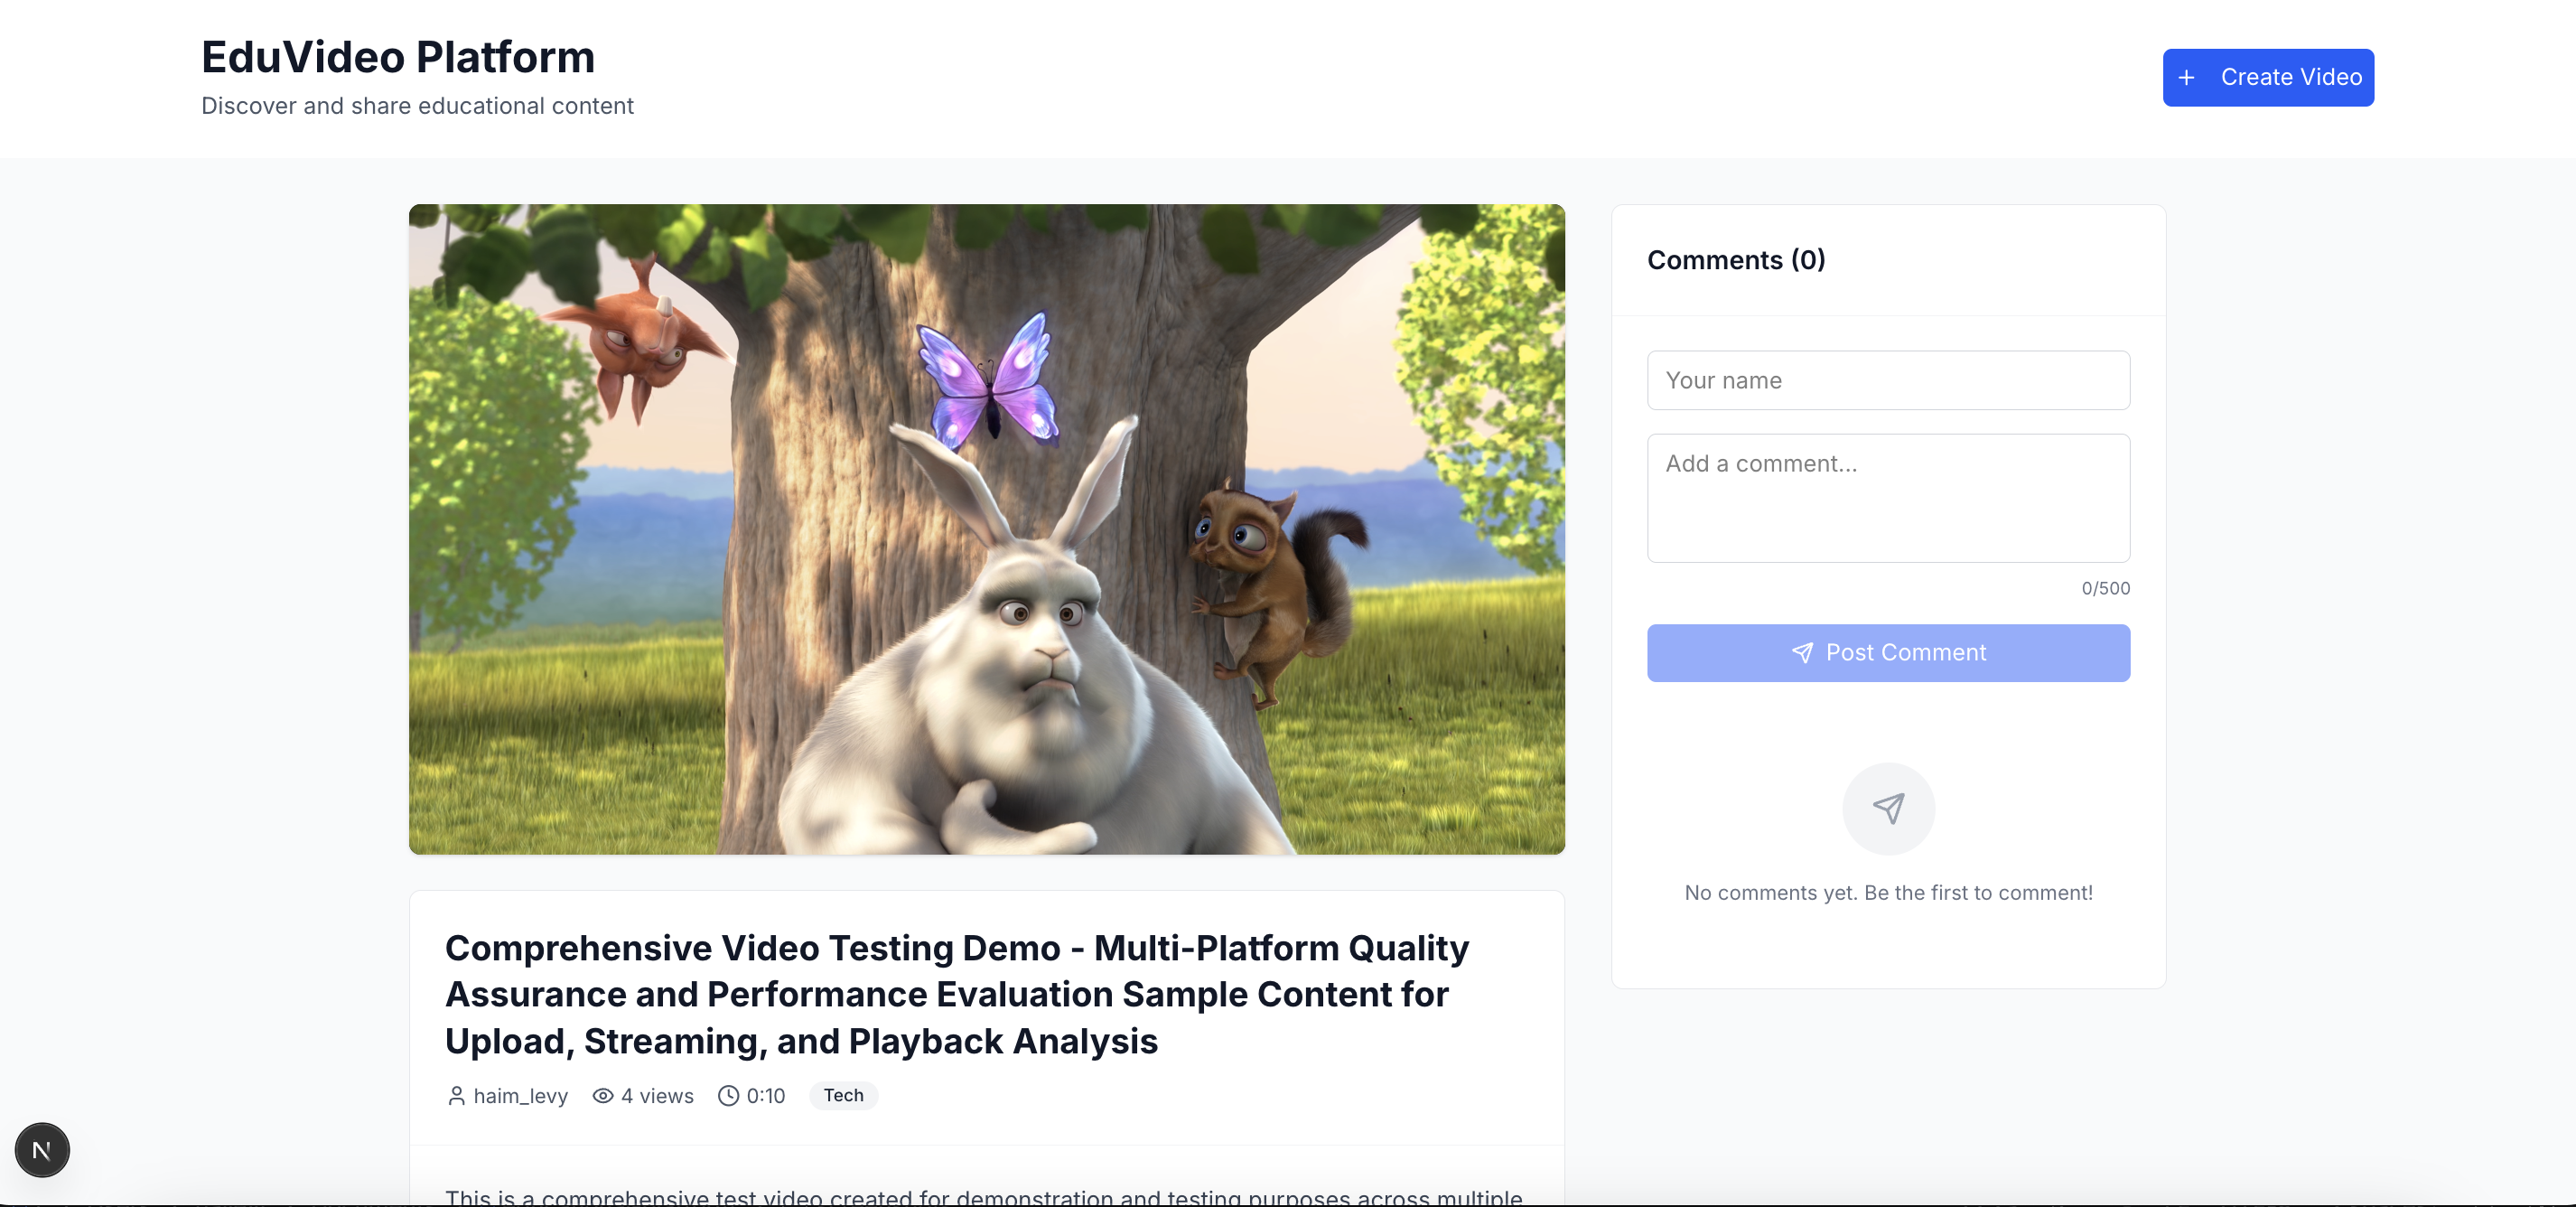 EduVideo Platform
Discover and share educational content
Create Video
Comments (0)
Your name
Add a comment...
0/500
Post Comment
No comments yet. Be the first to comment!
Comprehensive Video Testing Demo - Multi-Platform Quality
Assurance and Performance Evaluation Sample Content for
Upload, Streaming, and Playback Analysis
haim_levy 4 views 0:10 Tech
This is a comprehensive test video created for demonstration and testing purposes across multiple
N